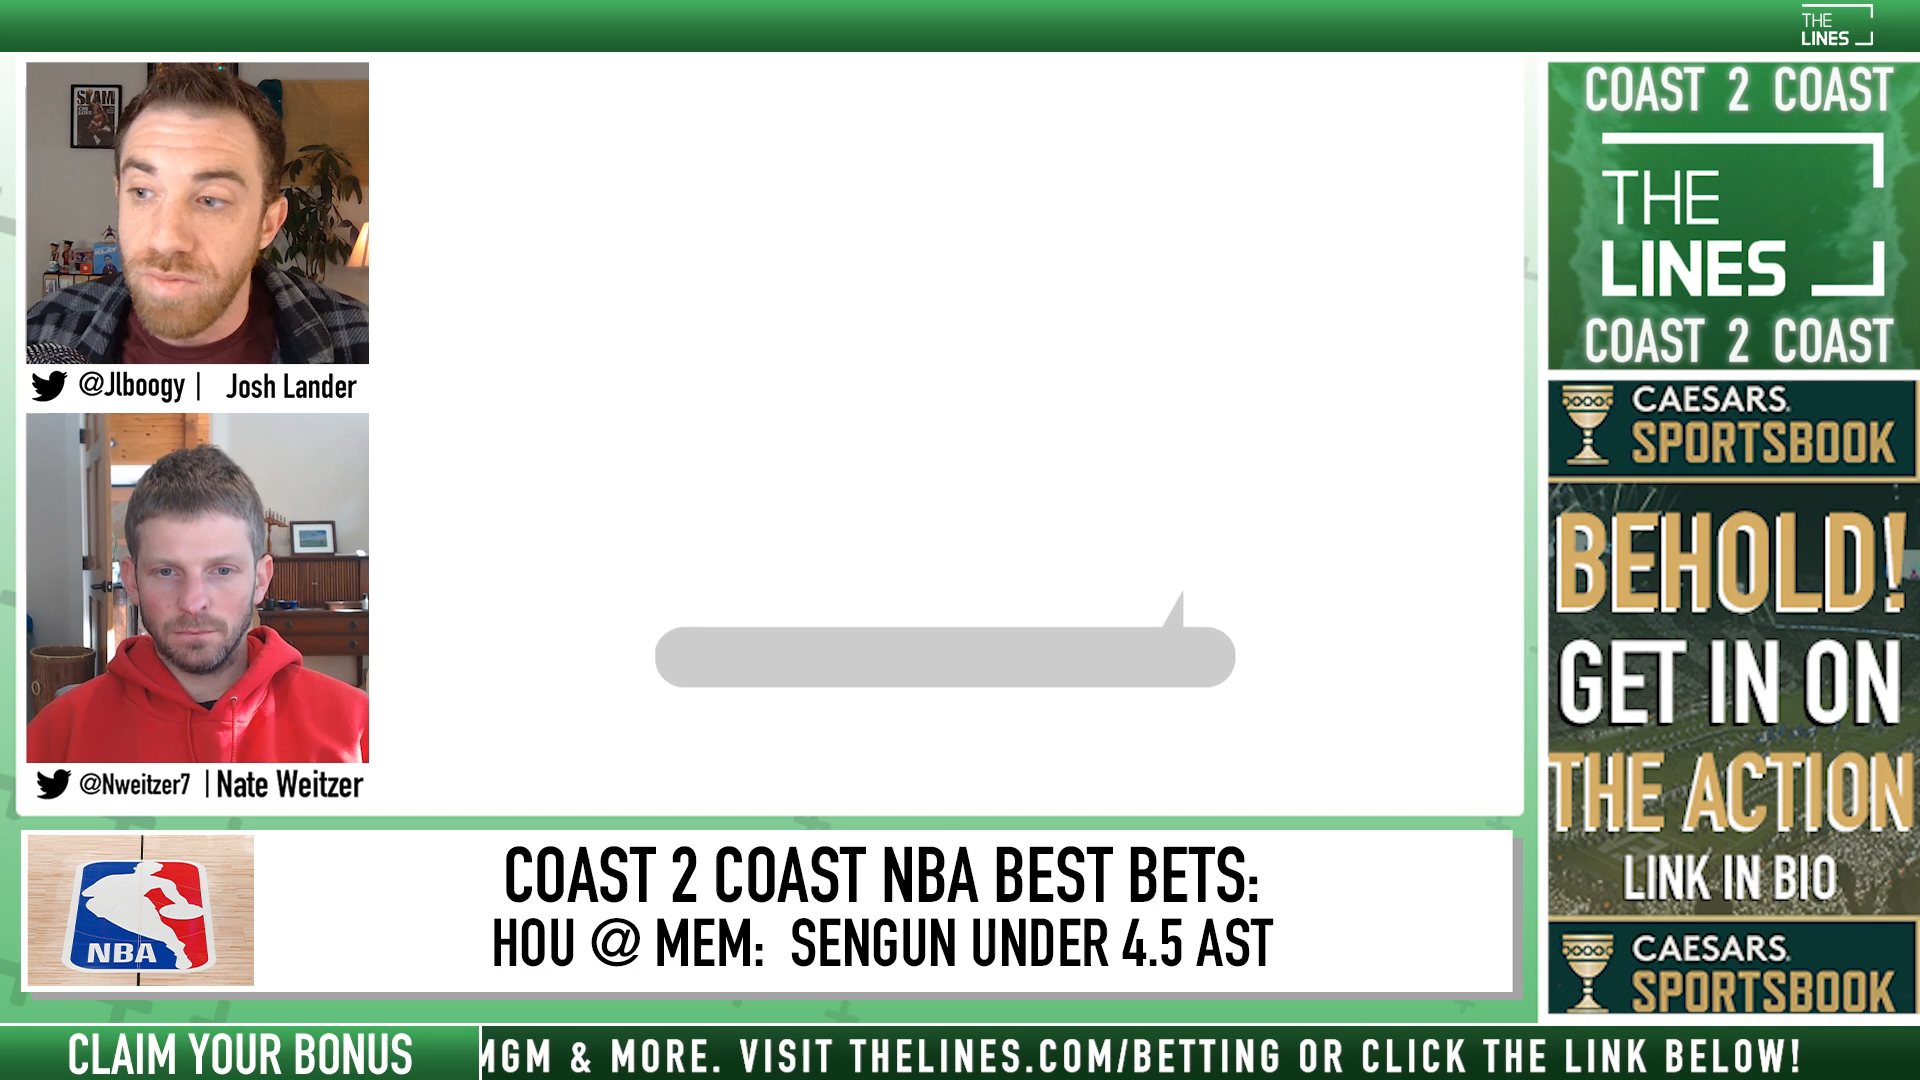 THE
LINES
SLAM
@Jlboogy | Josh Lander
@Nweitzer7 | Nate Weitzer
COAST 2 COAST
THE
LINES
COAST 2 COAST
CAESARS
SPORTSBOOK
BEHOLD!
GET IN ON
THE ACTION
LINK IN BIO
CAESARS
SPORTSBOOK
NBA
COAST 2 COAST NBA BEST BETS:
HOU @ MEM: SENGUN UNDER 4.5 AST
CLAIM YOUR BONUS
MGM & MORE. VISIT THELINES.COM/BETTING OR CLICK THE LINK BELOW!